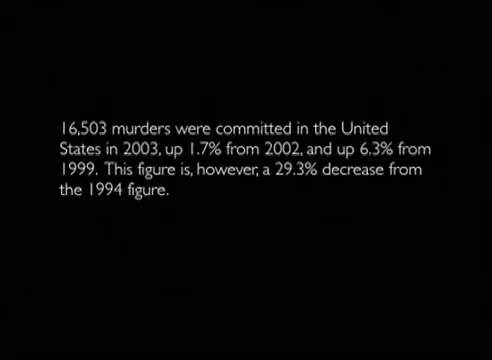 16,503 murders were committed in the United
States in 2003, up 1.7% from 2002, and up 6.3% from
1999. This figure is, however, a 29.3% decrease from
the 1994 figure.